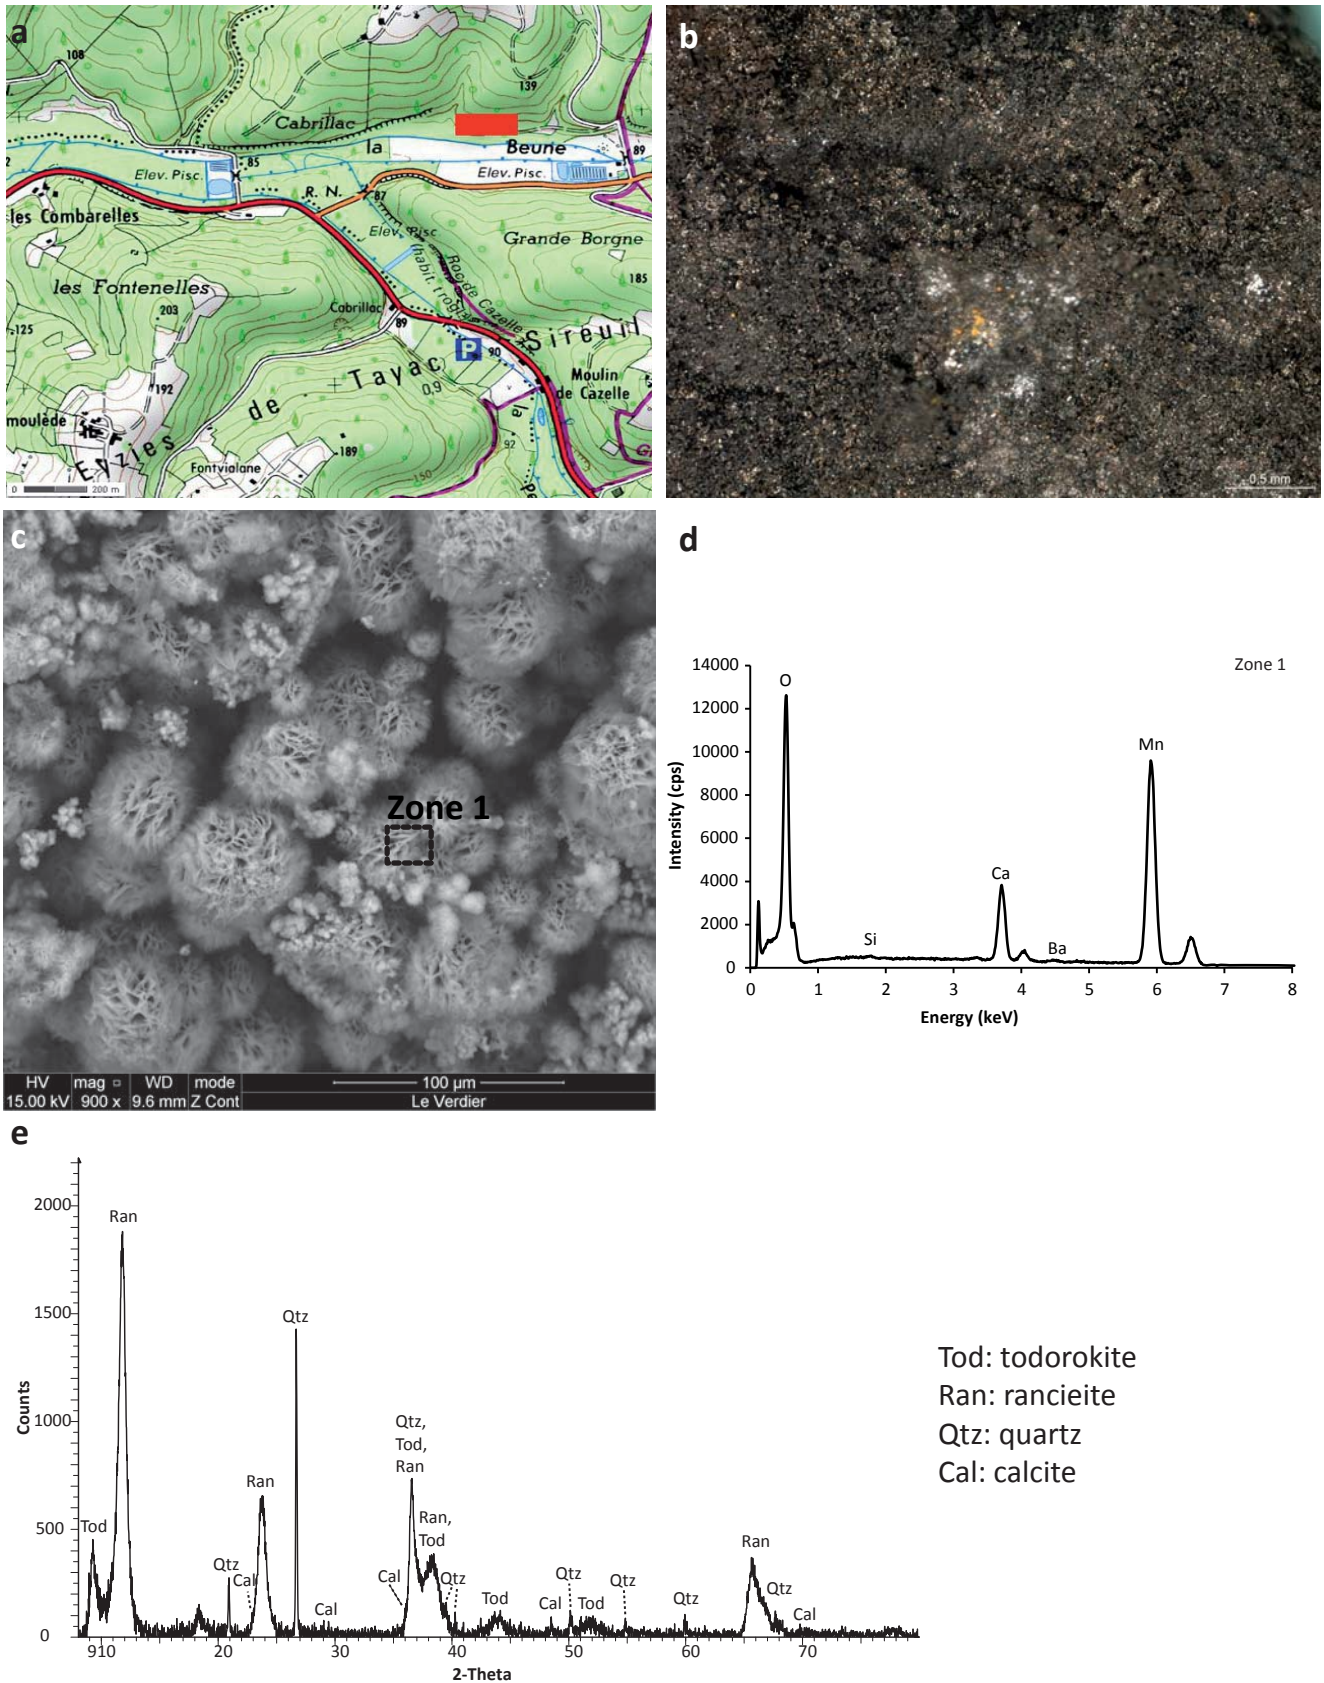 a
108
139
Cabrillac
la
Beune
89
2
85
Elev. Pisc.
Elev. Pisc.
R. N.
87
les Combarelles
Elev. Pisc
(habit. troglo.
Roc de Cazelle
Grande Borgne
185
les Fontenelles
203
125
Cabrillac
89
Sireuil
P
90
Tayac
0,9
Moulin
de Cazelle
192
de
la
moulède
92
189
Eyzies
Fontvialane
150
0
200 m
b
0.5 mm
c
Zone 1
HV
mag
WD
mode
100 µm
15.00 kV
900 x
9.6 mm
Z Cont
Le Verdier
d
Zone 1
14000
12000
10000
8000
6000
4000
2000
0
Intensity (cps)
O
Mn
Ca
Si
Ba
0 1 2 3 4 5 6 7 8
Energy (keV)
e
2000
1500
1000
500
0
Counts
Ran
Qtz
Qtz,
Tod,
Ran
Ran
Ran,
Tod
Tod
Qtz
Cal
Cal
Cal
Qtz
Tod
Cal
Qtz
Tod
Qtz
Qtz
Ran
Qtz
Cal
910 20 30 40 50 60 70
2-Theta
Tod: todorokite
Ran: rancieite
Qtz: quartz
Cal: calcite